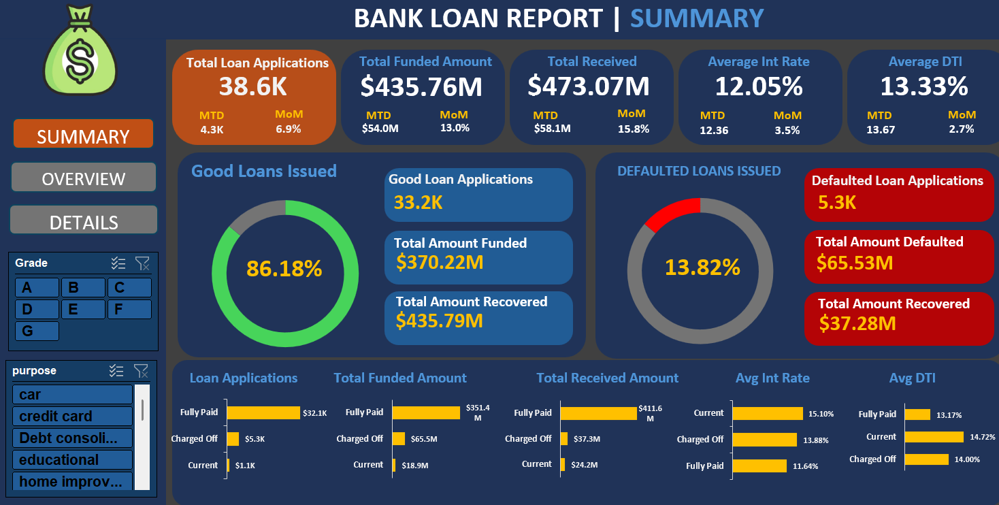 BANK LOAN REPORT | SUMMARY
$
Total Loan Applications
38.6K
MTD
MoM
4.3K
6.9%
Total Funded Amount
$435.76M
MTD
MoM
$54.0M
13.0%
Total Received
$473.07M
MTD
MoM
$58.1M
15.8%
Average Int Rate
12.05%
MTD
MoM
12.36
3.5%
Average DTI
13.33%
MTD
MoM
13.67
2.7%
SUMMARY
OVERVIEW
DETAILS
Grade
A
B
C
D
E
F
G
purpose
car
credit card
Debt consoli...
educational
home improv...
Good Loans Issued
86.18%
Good Loan Applications
33.2K
Total Amount Funded
$370.22M
Total Amount Recovered
$435.79M
DEFAULTED LOANS ISSUED
13.82%
Defaulted Loan Applications
5.3K
Total Amount Defaulted
$65.53M
Total Amount Recovered
$37.28M
Loan Applications
Fully Paid
$32.1K
Charged Off
$5.3K
Current
$1.1K
Total Funded Amount
Fully Paid
$351.4
M
Charged Off
$65.5M
Current
$18.9M
Total Received Amount
Fully Paid
$411.6
M
Charged Off
$37.3M
Current
$24.2M
Avg Int Rate
Current
15.10%
Charged Off
13.88%
Fully Paid
11.64%
Avg DTI
Fully Paid
13.17%
Current
14.72%
Charged Off
14.00%